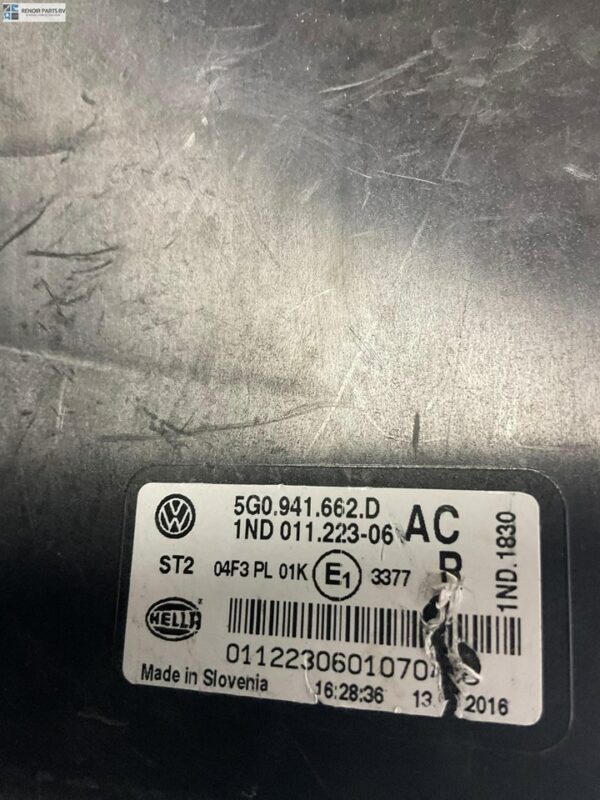 RENOIR PARTS BV
5G0.941.662.D AC
1ND 011.223-06
ST2 04F3 PL 01K E1 3377 R
1ND.1830
HELLA
Made in Slovenia 16:28:36 13. 2016